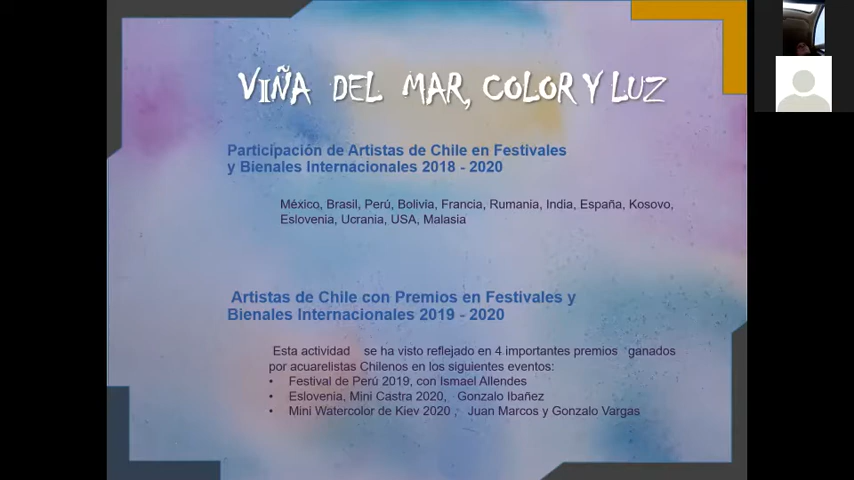 VIÑA DEL MAR, COLOR Y LUZ
Participación de Artistas de Chile en Festivales
y Bienales Internacionales 2018 - 2020
México, Brasil, Perú, Bolivia, Francia, Rumania, India, España, Kosovo,
Eslovenia, Ucrania, USA, Malasia
Artistas de Chile con Premios en Festivales y
Bienales Internacionales 2019 - 2020
Esta actividad se ha visto reflejado en 4 importantes premios ganados
por acuarelistas Chilenos en los siguientes eventos:
• Festival de Perú 2019, con Ismael Allendes
• Eslovenia, Mini Castra 2020, Gonzalo Ibañez
• Mini Watercolor de Kiev 2020 , Juan Marcos y Gonzalo Vargas